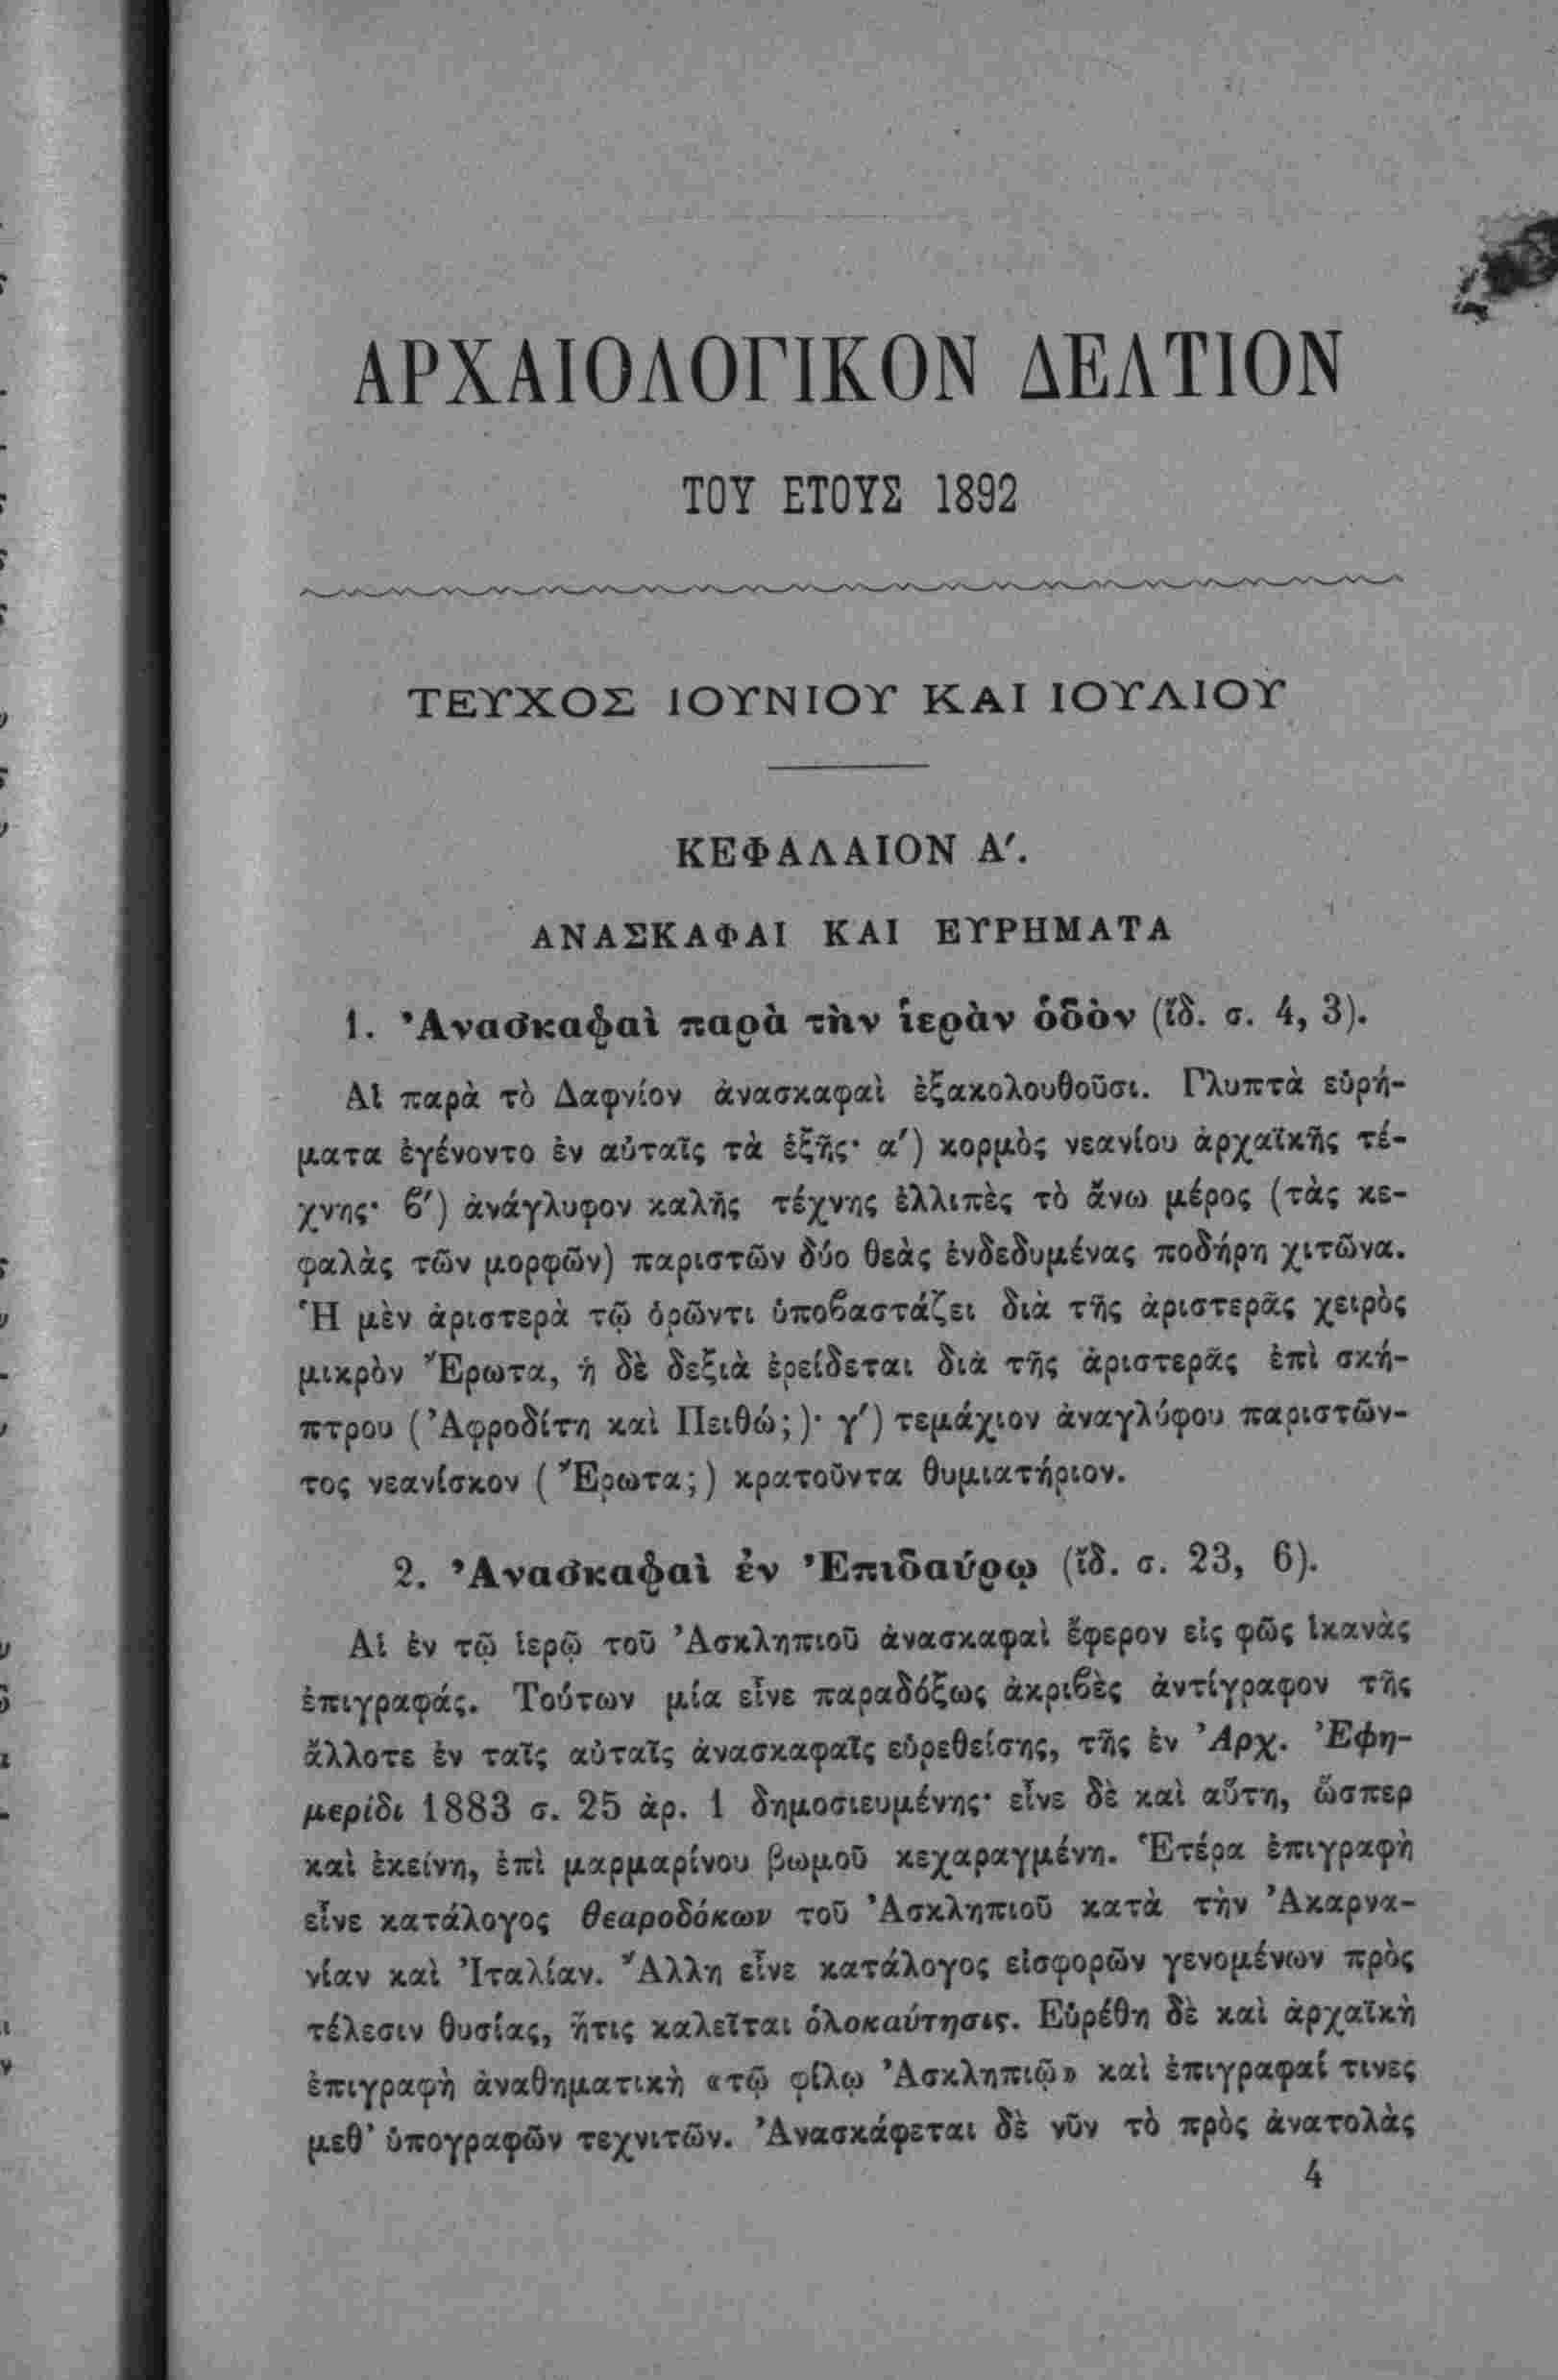 ΑΡΧΑΙΟΛΟΓΙΚΟΝ ΔΕΛΤΙΟΝ
ΤΟΥ ΕΤΟΥΣ 1892
ΤΕΥΧΟΣ ΙΟΥΝΙΟΥ ΚΑΙ ΙΟΥΛΙΟΥ
ΚΕΦΑΛΑΙΟΝ Α′.
ΑΝΑΣΚΑΦΑΙ ΚΑΙ ΕΥΡΗΜΑΤΑ
1. Ἀνασκαφαὶ παρὰ τὴν ἱερὰν ὁδὸν (ἴδ. σ. 4, 3).
Αἱ παρὰ τὸ Δαφνίον ἀνασκαφαὶ ἐξακολουθοῦσι. Γλυπτὰ εὑρή-
ματα ἐγένοντο ἐν αὐταῖς τὰ ἑξῆς· α′) κορμὸς νεανίου ἀρχαϊκῆς τέ-
χνης· ϐ′) ἀνάγλυφον καλῆς τέχνης ἐλλιπὲς τὸ ἄνω μέρος (τὰς κε-
φαλὰς τῶν μορφῶν) παριστῶν δύο θεὰς ἐνδεδυμένας ποδήρη χιτῶνα.
Ἡ μὲν ἀριστερὰ τῷ ὁρῶντι ὑποϐαστάζει διὰ τῆς ἀριστερᾶς χειρὸς
μικρὸν Ἔρωτα, ἡ δὲ δεξιὰ ἐρείδεται διὰ τῆς ἀριστερᾶς ἐπὶ σκή-
πτρου (Ἀφροδίτη καὶ Πειθώ;)· γ′) τεμάχιον ἀναγλύφου παριστῶν-
τος νεανίσκον (Ἔρωτα;) κρατοῦντα θυμιατήριον.
2. Ἀνασκαφαὶ ἐν Ἐπιδαύρῳ (ἴδ. σ. 23, 6).
Αἱ ἐν τῷ ἱερῷ τοῦ Ἀσκληπιοῦ ἀνασκαφαὶ ἔφερον εἰς φῶς ἱκανὰς
ἐπιγραφάς. Τούτων μία εἶνε παραδόξως ἀκριϐὲς ἀντίγραφον τῆς
ἄλλοτε ἐν ταῖς αὐταῖς ἀνασκαφαῖς εὑρεθείσης, τῆς ἐν Ἀρχ. Ἐφη-
μερίδι 1883 σ. 25 ἀρ. 1 δημοσιευμένης· εἶνε δὲ καὶ αὕτη, ὥσπερ
καὶ ἐκείνη, ἐπὶ μαρμαρίνου βωμοῦ κεχαραγμένη. Ἑτέρα ἐπιγραφὴ
εἶνε κατάλογος θεαροδόκων τοῦ Ἀσκληπιοῦ κατὰ τὴν Ἀκαρνα-
νίαν καὶ Ἰταλίαν. Ἄλλη εἶνε κατάλογος εἰσφορῶν γενομένων πρὸς
τέλεσιν θυσίας, ἥτις καλεῖται ὁλοκαύτησις. Εὑρέθη δὲ καὶ ἀρχαϊκὴ
ἐπιγραφὴ ἀναθηματικὴ «τῷ φίλῳ Ἀσκληπιῷ» καὶ ἐπιγραφαί τινες
μεθ’ ὑπογραφῶν τεχνιτῶν. Ἀνασκάφεται δὲ νῦν τὸ πρὸς ἀνατολὰς
4